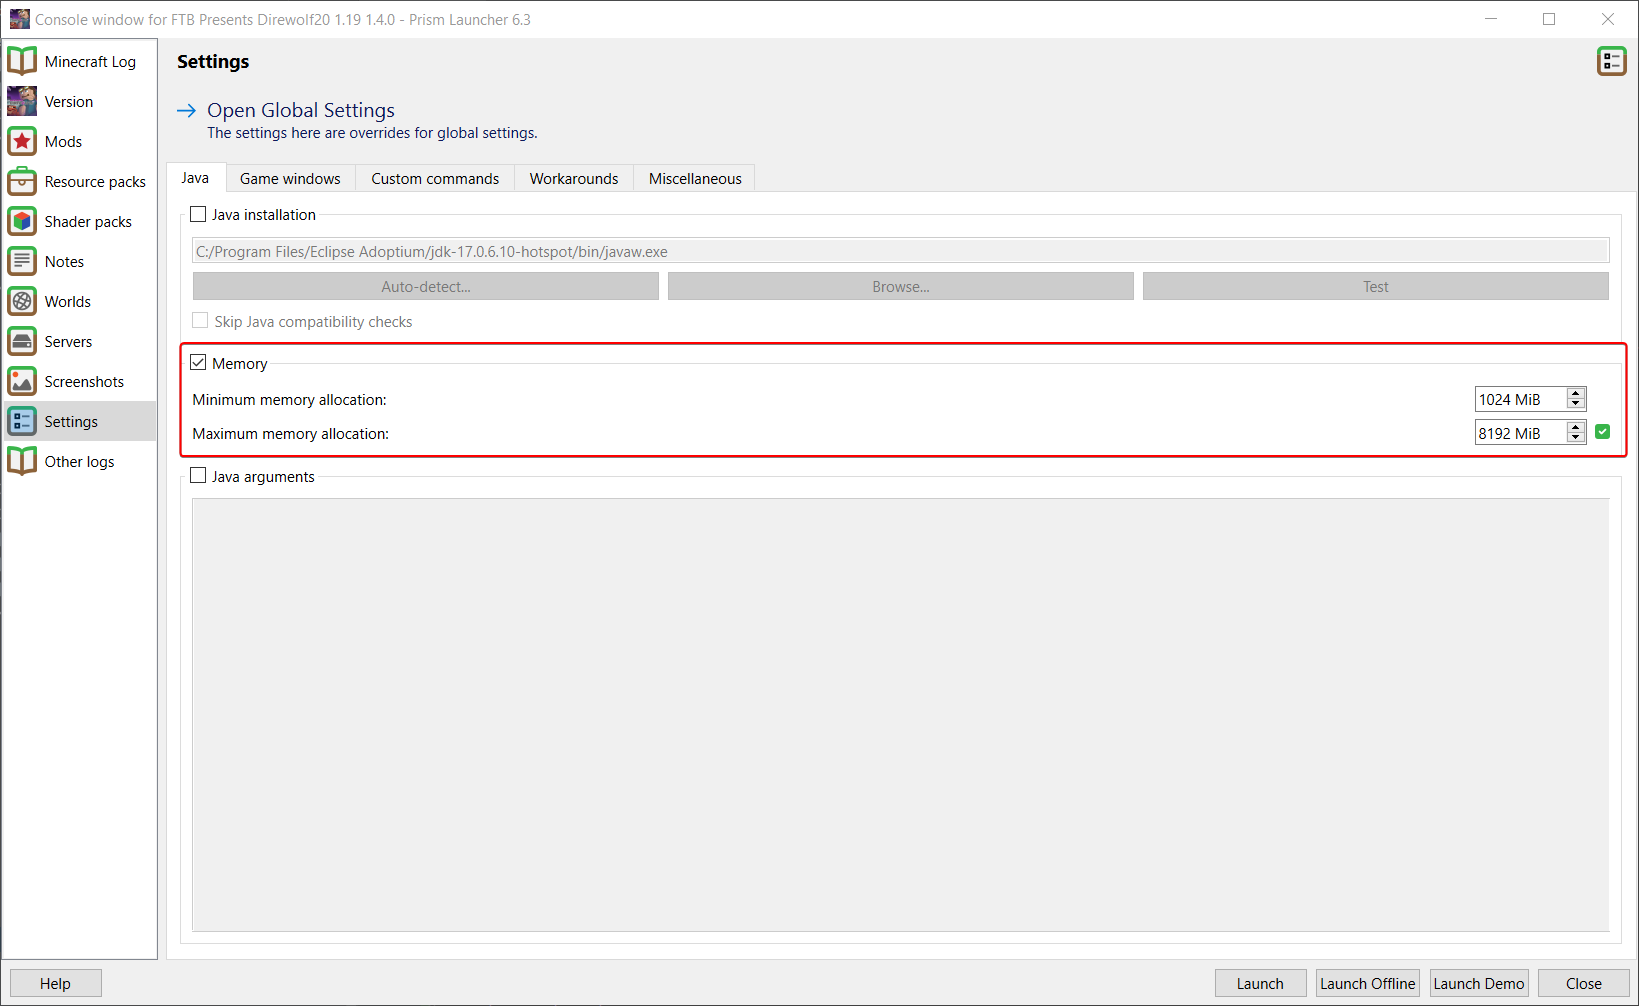 Console window for FTB Presents Direwolf20 1.19 1.4.0 - Prism Launcher 6.3
Minecraft Log
Version
Mods
Resource packs
Shader packs
Notes
Worlds
Servers
Screenshots
Settings
Other logs
Settings
Open Global Settings
The settings here are overrides for global settings.
Java Game windows Custom commands Workarounds Miscellaneous
Java installation
C:/Program Files/Eclipse Adoptium/jdk-17.0.6.10-hotspot/bin/javaw.exe
Auto-detect... Browse... Test
Skip Java compatibility checks
Memory
Minimum memory allocation: 1024 MiB
Maximum memory allocation: 8192 MiB
Java arguments
Help Launch Launch Offline Launch Demo Close